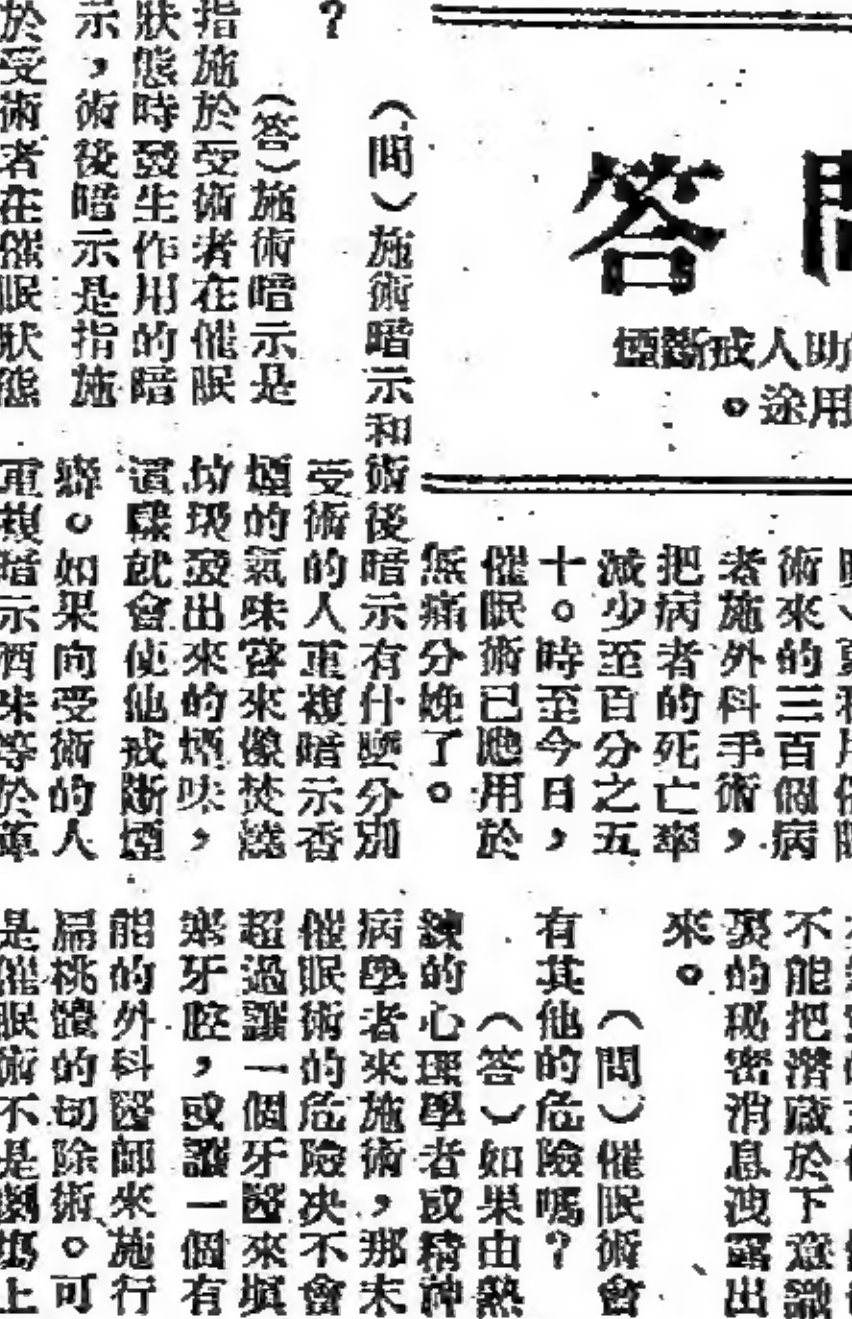 答
助人戒斷煙
用途。
（問）施術暗示和術後暗示有什麼分別
？
（答）施術暗示是
指施於受術者在催眠
狀態時發生作用的暗
示，術後暗示是指施
於受術者在催眠狀態
術來的三百個病
者施外科手術，
把病者的死亡率
減少至百分之五
十。時至今日，
催眠術已應用於
無痛分娩了。
受術的人重複暗示香
煙的氣味嘗來像焚燒
垃圾發出來的煙味，
這樣就會使他戒斷煙
癖。如果向受術的人
重複暗示酒味等於
不能把潛藏於下意識
裏的秘密消息洩露出
來。
（問）催眠術會
有其他的危險嗎？
（答）如果由熟
練的心理學者或精神
病學者來施術，那末
催眠術的危險决不會
超過讓一個牙醫來填
塞牙腔，或讓一個有
能的外科醫師來施行
扁桃的切除術。可
是催眠術不是劇場上